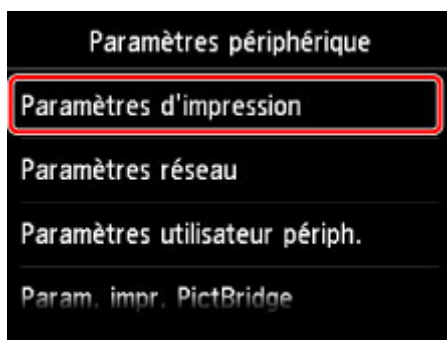 Paramètres périphérique
Paramètres d'impression
Paramètres réseau
Paramètres utilisateur périph.
Param. impr. PictBridge